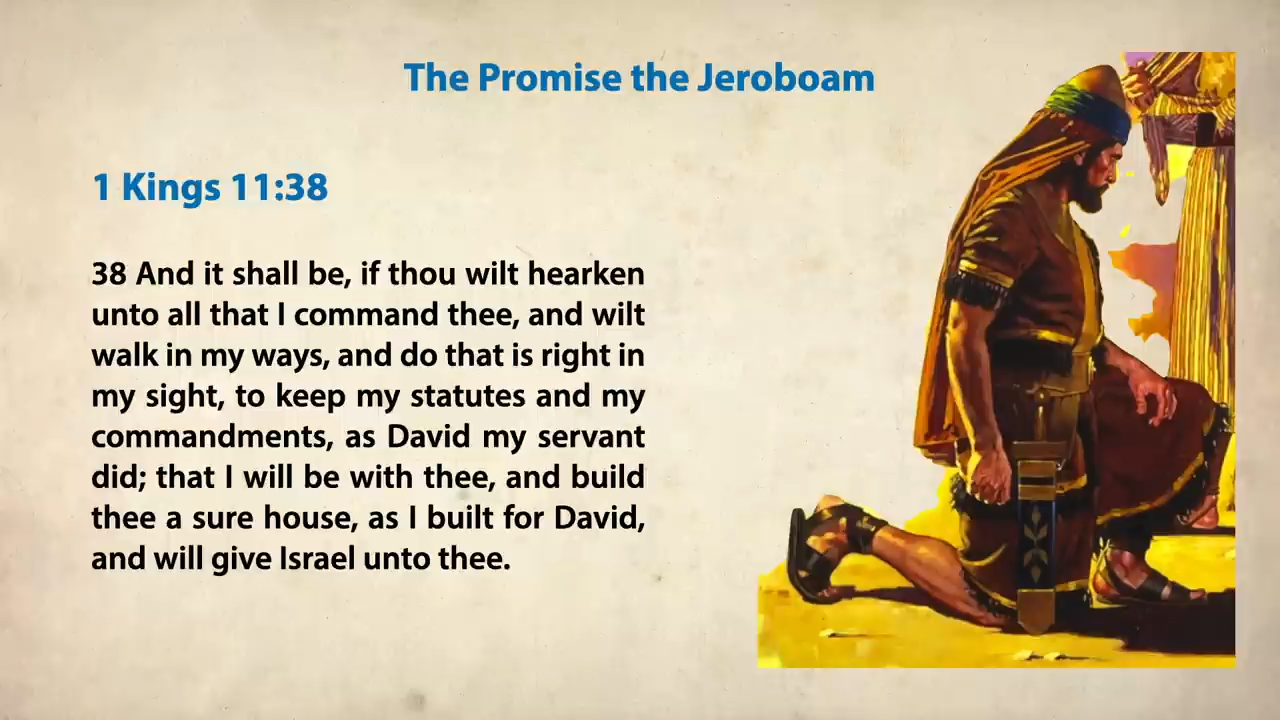 The Promise the Jeroboam
1 Kings 11:38
38 And it shall be, if thou wilt hearken
unto all that I command thee, and wilt
walk in my ways, and do that is right in
my sight, to keep my statutes and my
commandments, as David my servant
did; that I will be with thee, and build
thee a sure house, as I built for David,
and will give Israel unto thee.